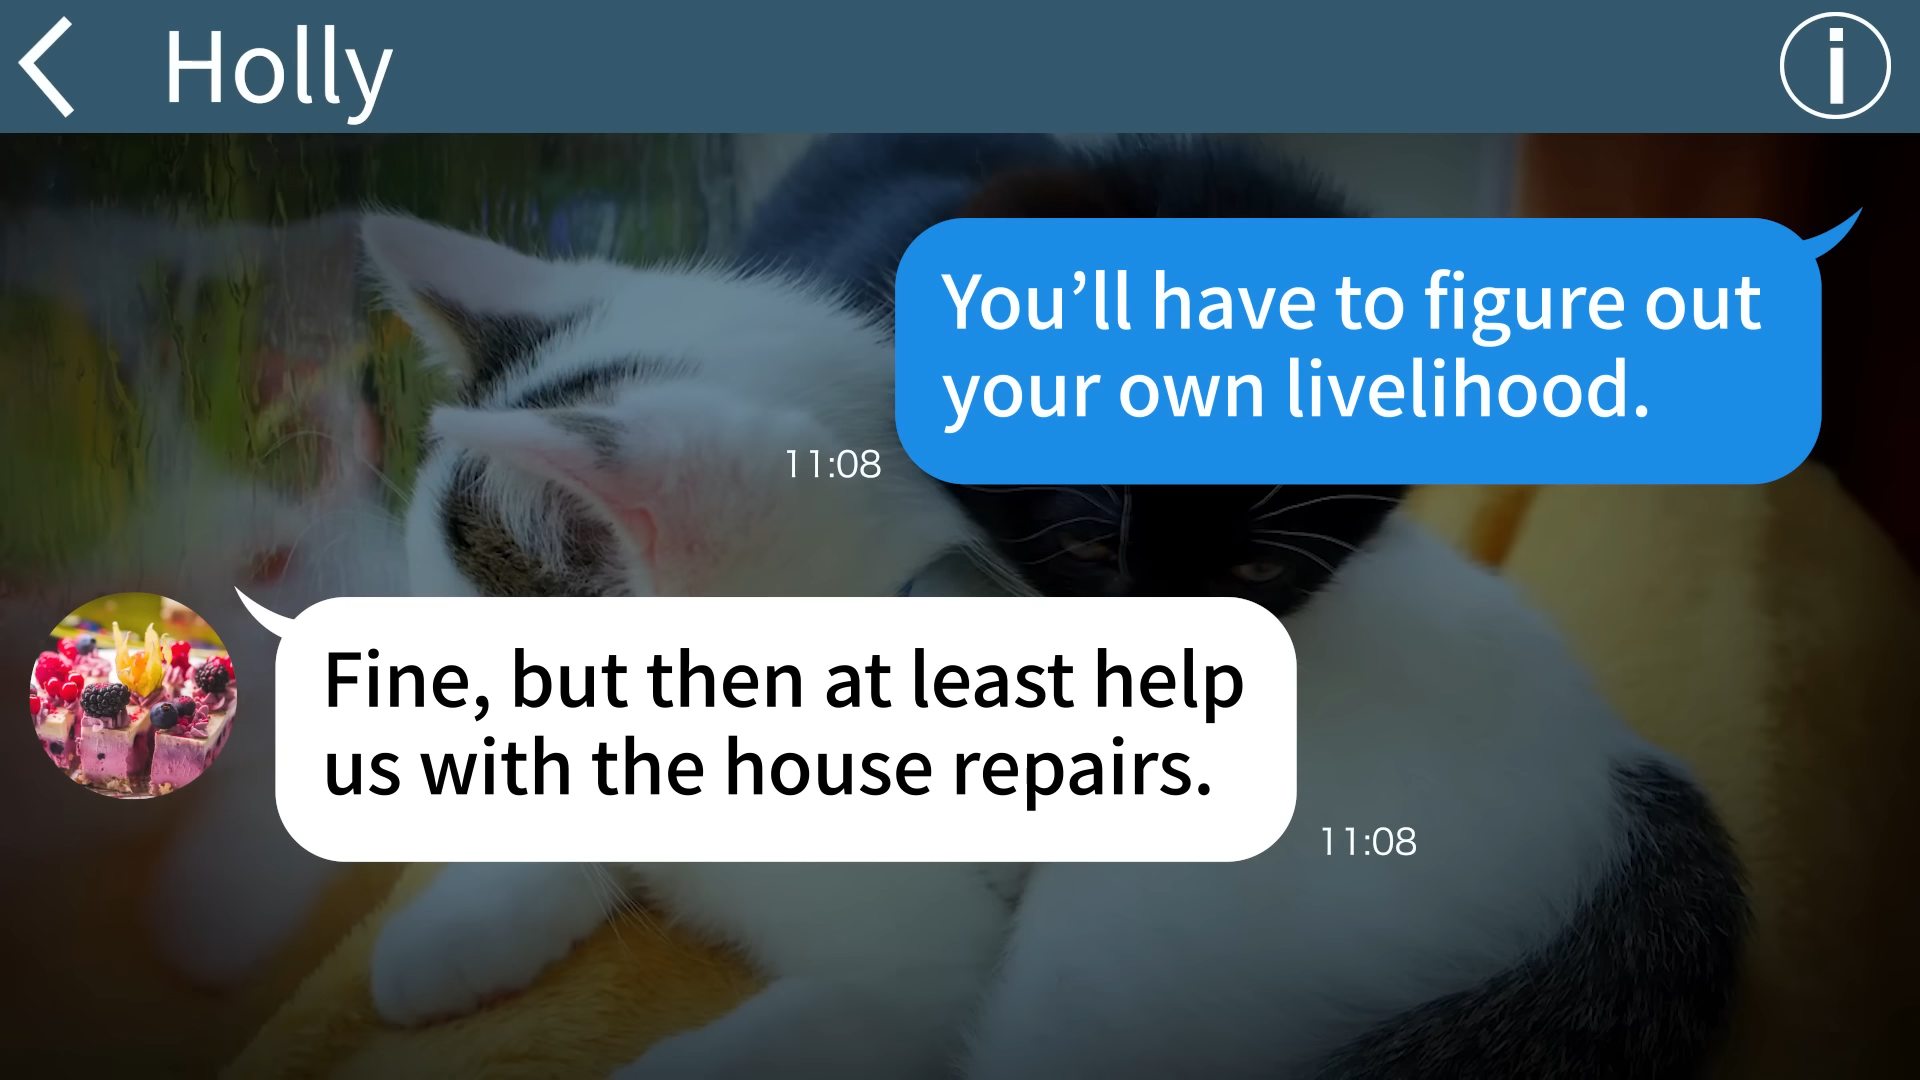 Holly
You’ll have to figure out
your own livelihood.
11:08
Fine, but then at least help
us with the house repairs.
11:08